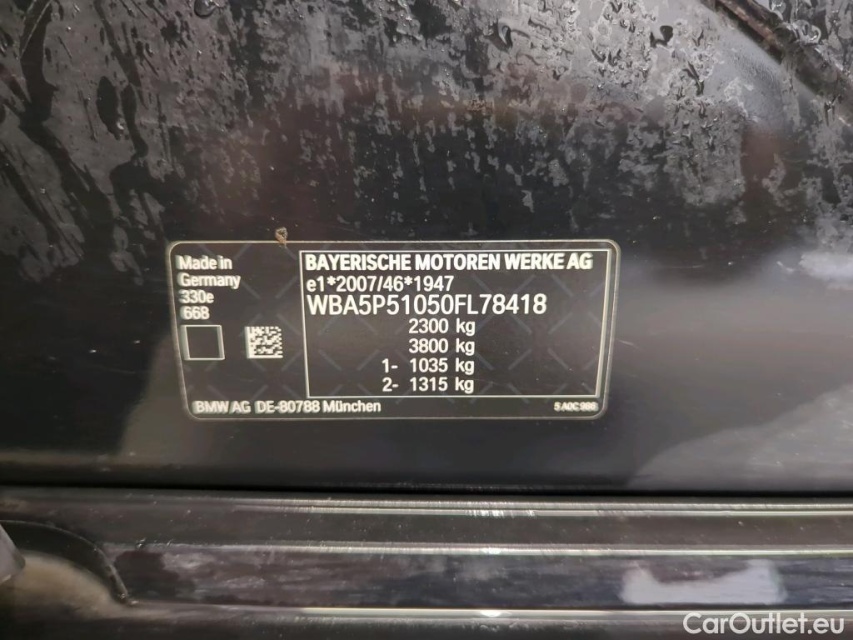 Made in
Germany
330e
668
BAYERISCHE MOTOREN WERKE AG
e1*2007/46*1947
WBA5P51050FL78418
2300 kg
3800 kg
1- 1035 kg
2- 1315 kg
BMW AG DE-80788 München
CarOutlet.eu